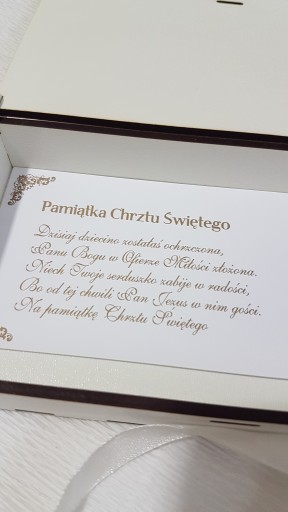 Pamiątka Chrztu Świętego
Dzisiaj dziecino zostałaś ochrzczona,
Panu Bogu w Ofierze Miłości złożona.
Niech Twoje serduszko zabije w radości,
Bo od tej chwili Pan Jezus w nim gości.
Na pamiątkę Chrztu Świętego